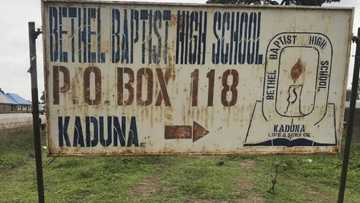 BETHEL BAPTIST HIGH SCHOOL
P.O BOX 118
KADUNA
BETHEL BAPTIST HIGH SCHOOL
KADUNA